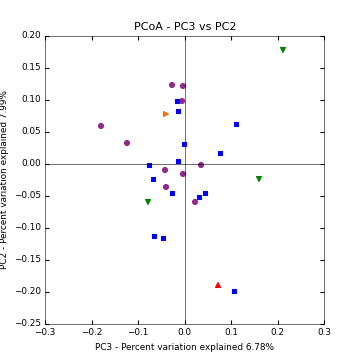 PCoA - PC3 vs PC2
0.20
0.15
0.10
0.05
0.00
−0.05
−0.10
−0.15
−0.20
−0.25
PC2 - Percent variation explained 7.99%
−0.3 −0.2 −0.1 0.0 0.1 0.2 0.3
PC3 - Percent variation explained 6.78%